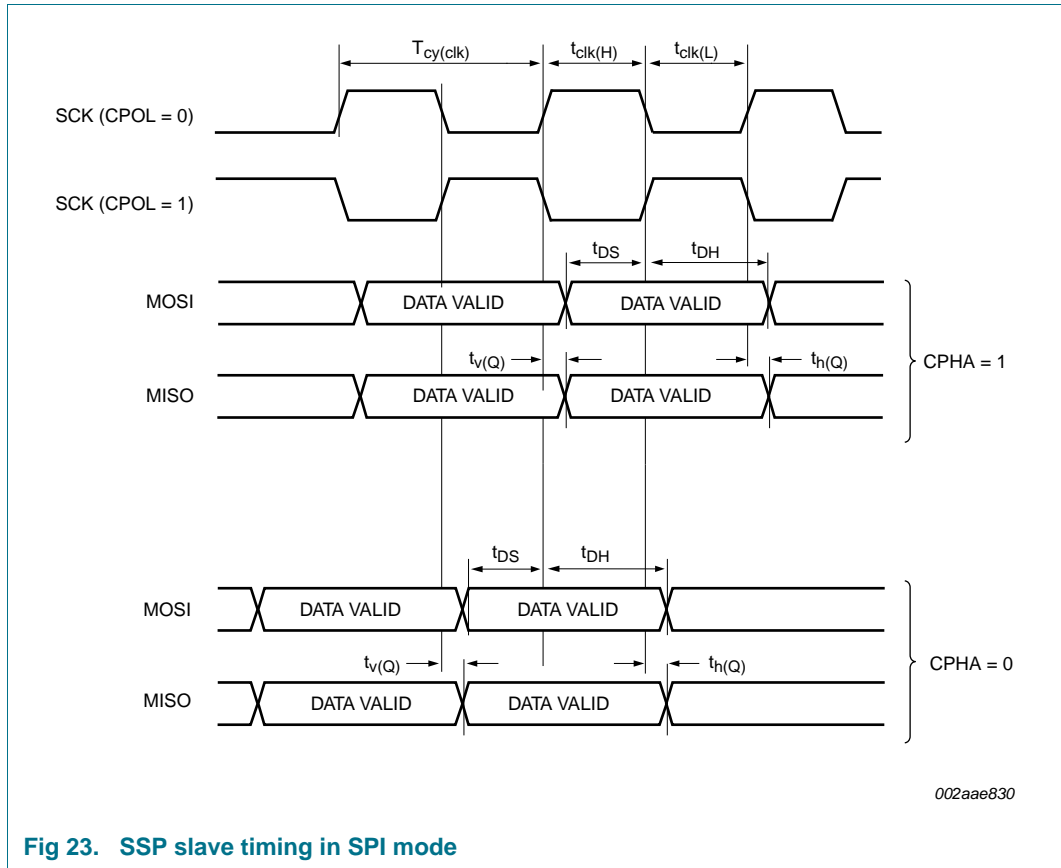 Tcy(clk) tclk(H) tclk(L)
SCK (CPOL = 0)
SCK (CPOL = 1)
tDS tDH
MOSI DATA VALID DATA VALID
tv(Q) th(Q)
CPHA = 1
MISO DATA VALID DATA VALID
tDS tDH
MOSI DATA VALID DATA VALID
tv(Q) th(Q)
CPHA = 0
MISO DATA VALID DATA VALID
002aae830
Fig 23. SSP slave timing in SPI mode